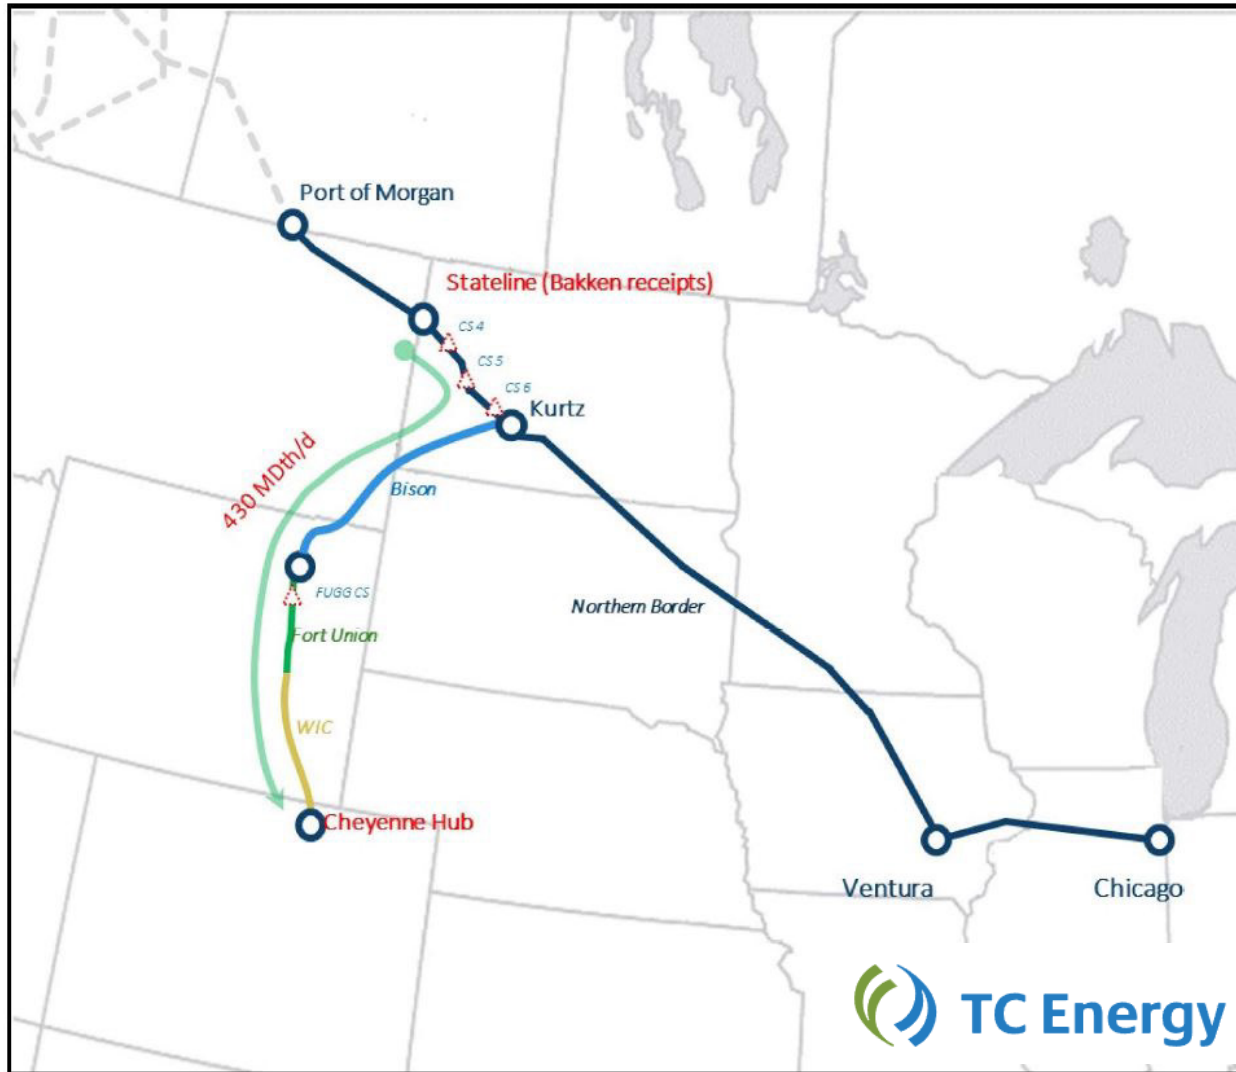 Port of Morgan
Stateline (Bakken receipts)
CS 4
CS 5
CS 6
Kurtz
430 MDth/d
Bison
FUGG CS
Northern Border
Fort Union
WIC
Cheyenne Hub
Ventura
Chicago
TC Energy